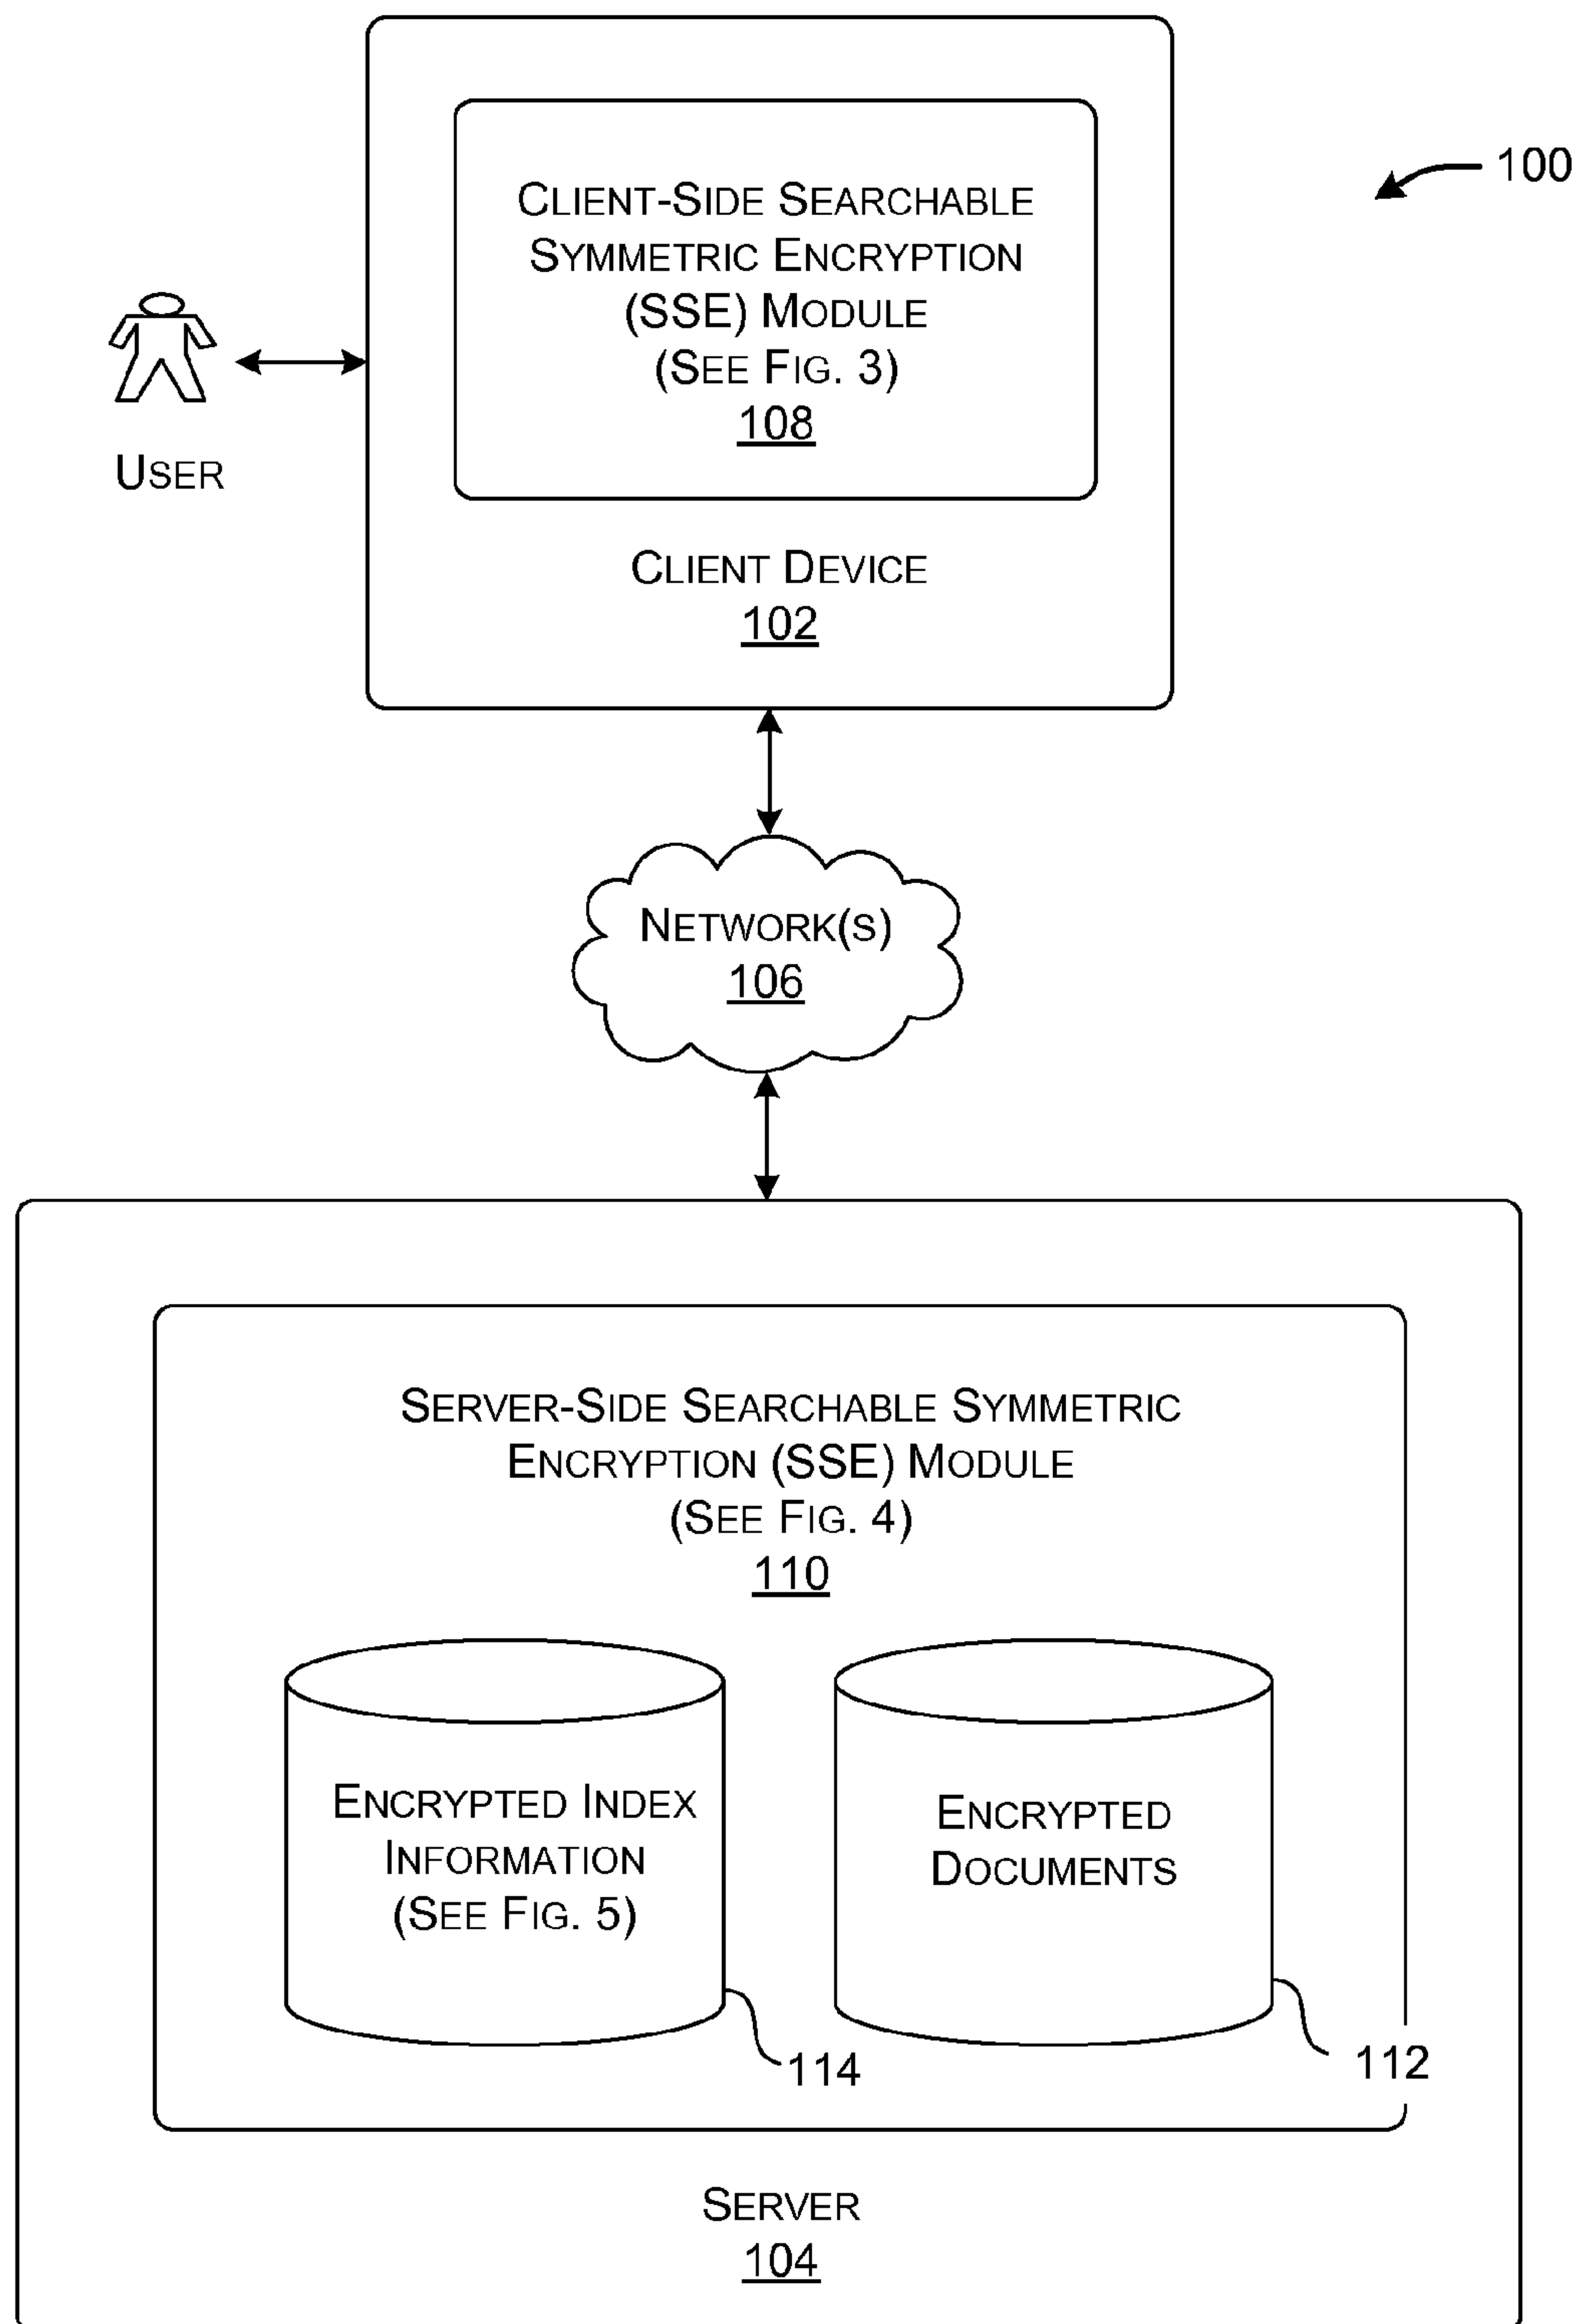 100
CLIENT-SIDE SEARCHABLE
SYMMETRIC ENCRYPTION
(SSE) MODULE
(SEE FIG. 3)
108
USER
CLIENT DEVICE
102
NETWORK(S)
106
SERVER-SIDE SEARCHABLE SYMMETRIC
ENCRYPTION (SSE) MODULE
(SEE FIG. 4)
110
ENCRYPTED INDEX
INFORMATION
(SEE FIG. 5)
114
ENCRYPTED
DOCUMENTS
112
SERVER
104